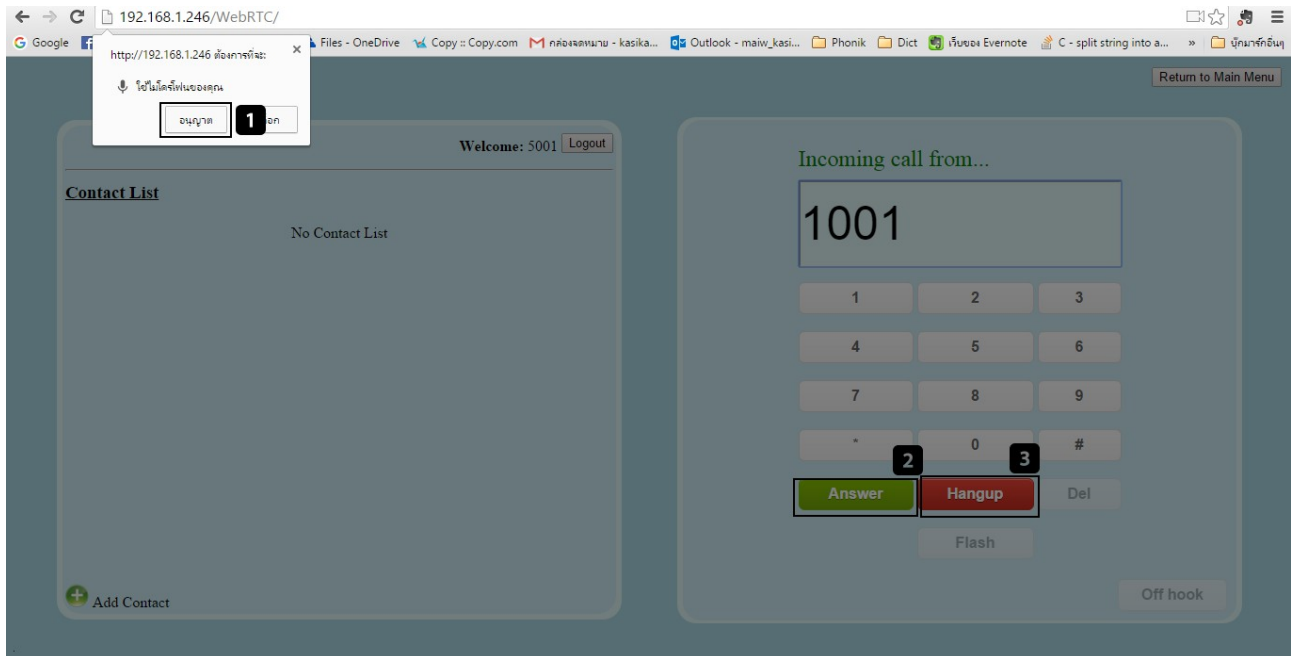 192.168.1.246/WebRTC/
Google Files - OneDrive Copy :: Copy.com กล่องจดหมาย - kasika... Outlook - maiw_kasi... Phonik Dict เว็บของ Evernote C - split string into a... » บุ๊กมาร์กอื่นๆ
http://192.168.1.246 ต้องการที่จะ:
ใช้ไมโครโฟนของคุณ
อนุญาต 1
Return to Main Menu
Welcome: 5001 Logout
Contact List
No Contact List
Add Contact
Incoming call from...
1001
1 2 3
4 5 6
7 8 9
* 0 #
2 3
Answer Hangup Del
Flash
Off hook